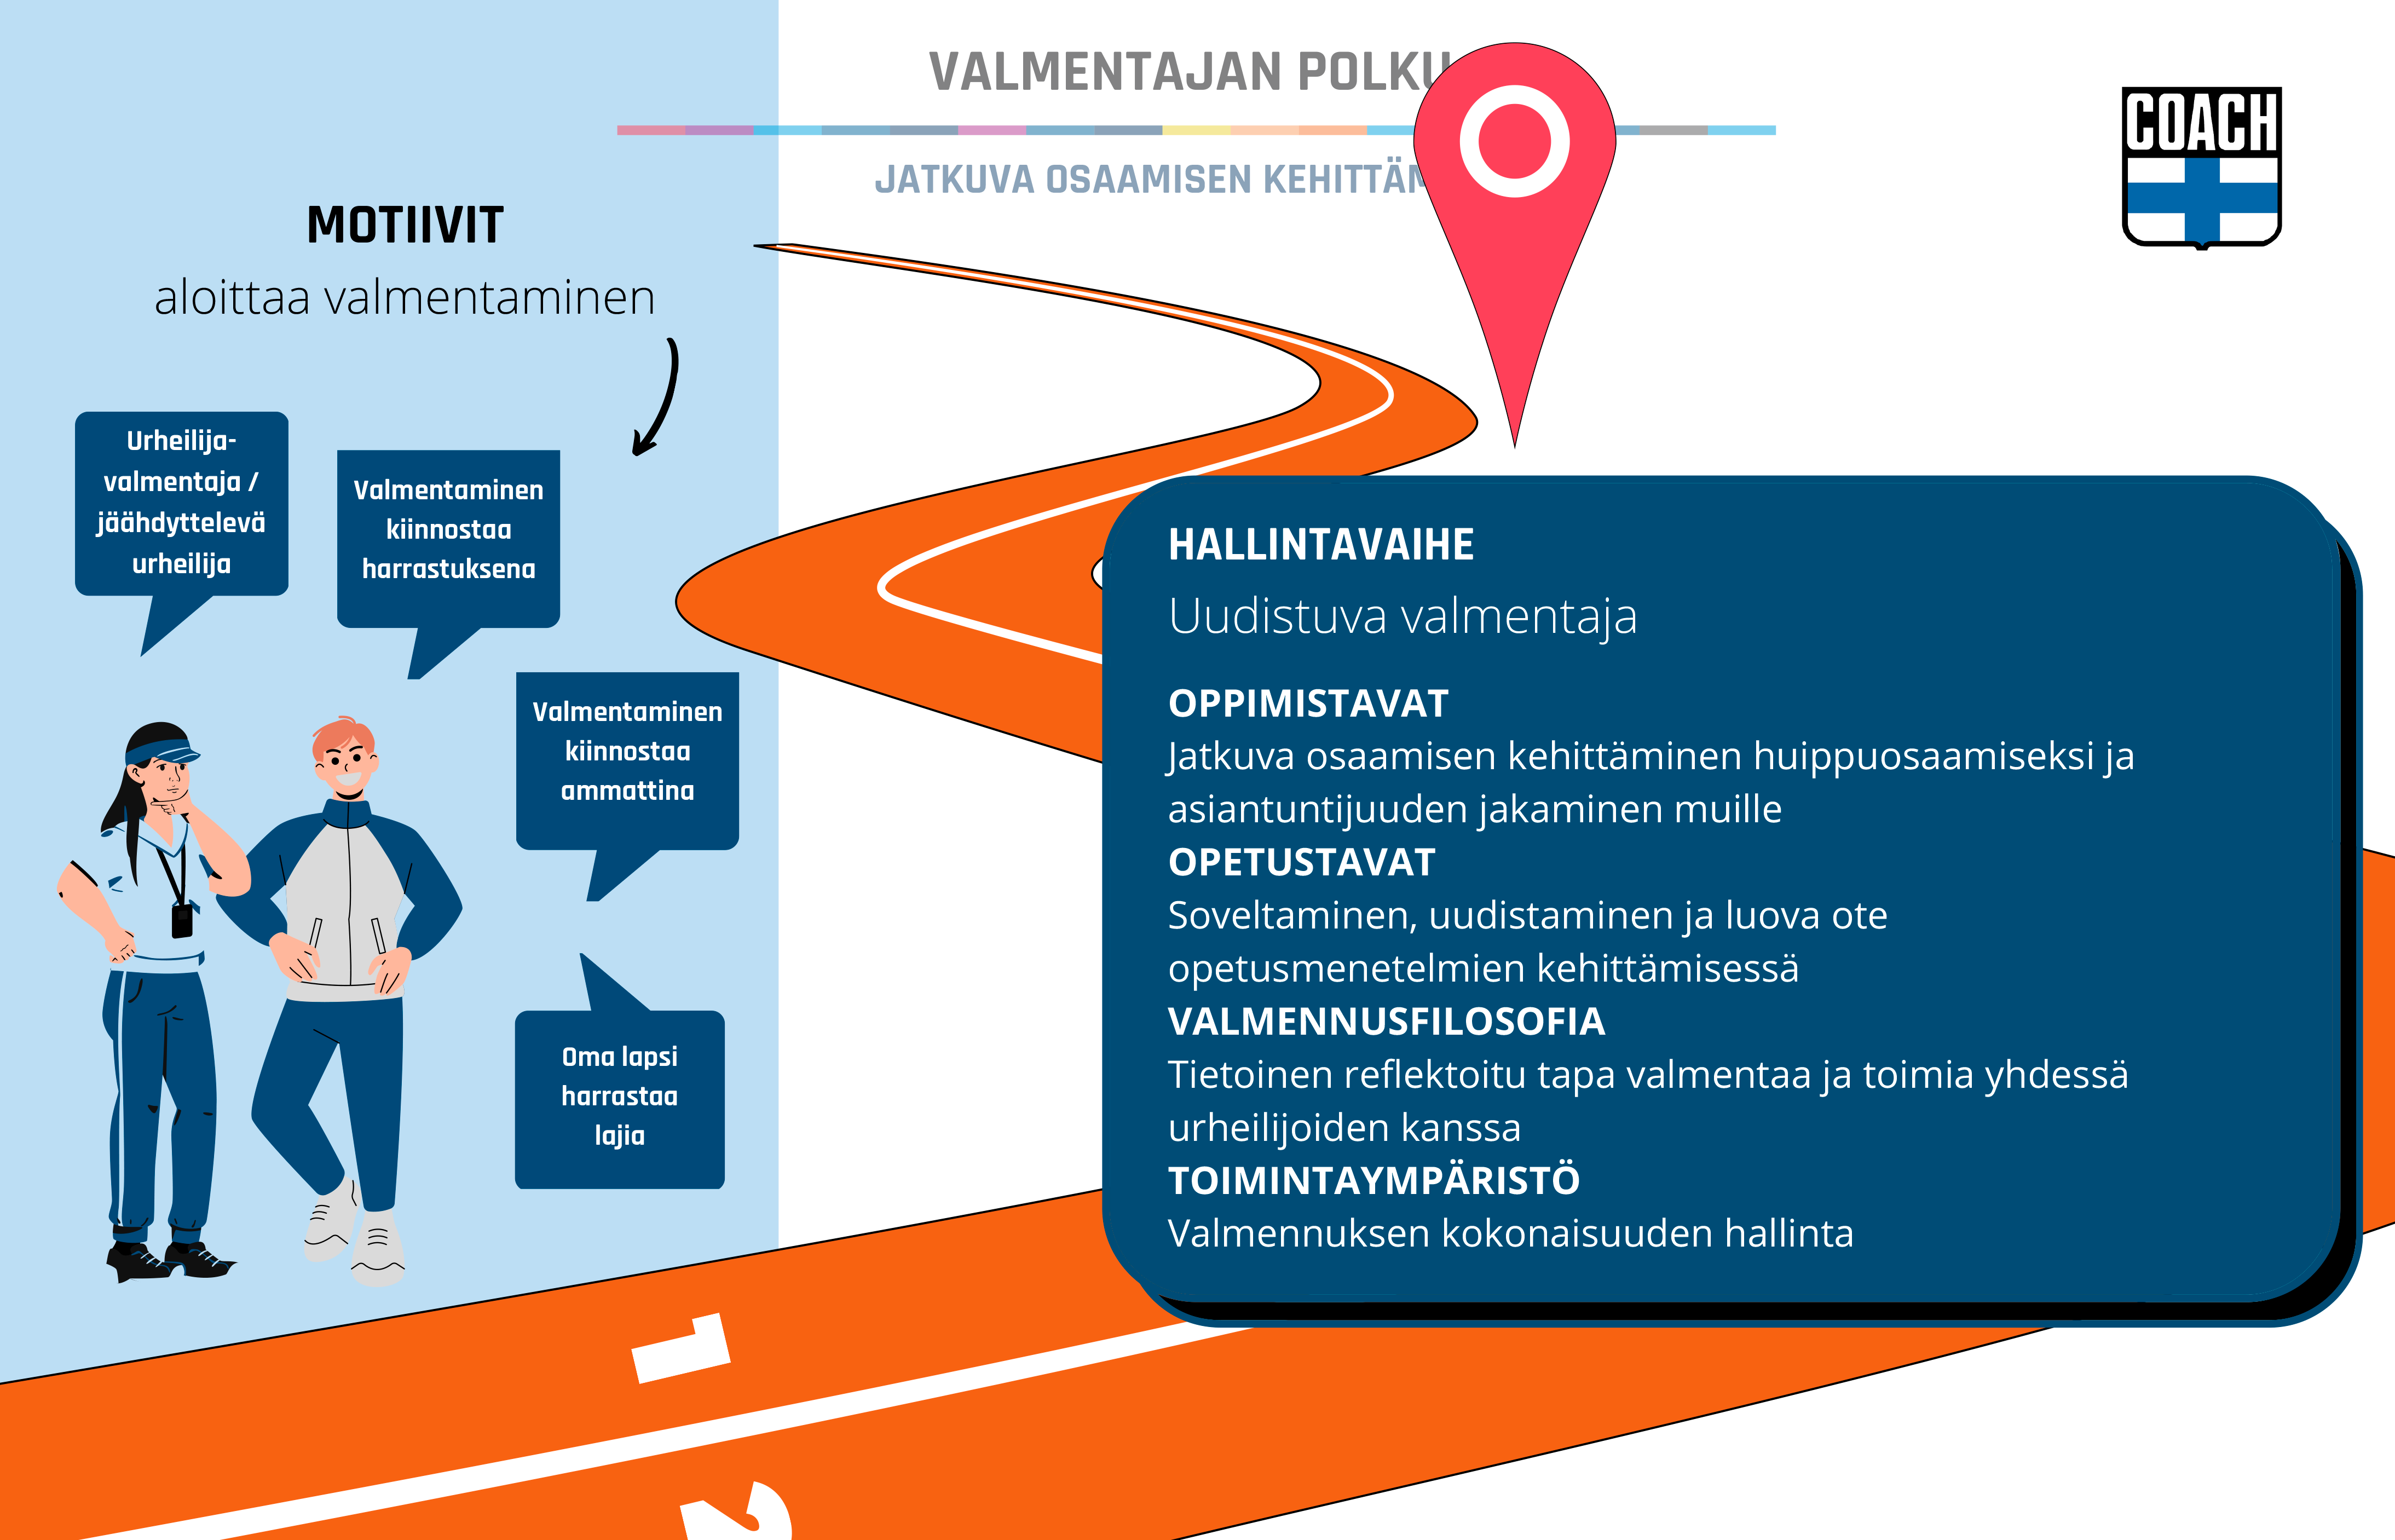 VALMENTAJAN POLKU
JATKUVA OSAAMISEN
COACH
MOTIIVIT
aloittaa valmentaminen
Urheilija-
valmentaja /
jäähdyttelevä
urheilija
Valmentaminen
kiinnostaa
harrastuksena
Valmentaminen
kiinnostaa
ammattina
Oma lapsi
harrastaa
lajia
HALLINTAVAIHE
Uudistuva valmentaja
OPPIMISTAVAT
Jatkuva osaamisen kehittäminen huippuosaamiseksi ja
asiantuntijuuden jakaminen muille
OPETUSTAVAT
Soveltaminen, uudistaminen ja luova ote
opetusmenetelmien kehittämisessä
VALMENNUSFILOSOFIA
Tietoinen reflektoitu tapa valmentaa ja toimia yhdessä
urheilijoiden kanssa
TOIMINTAYMPÄRISTÖ
Valmennuksen kokonaisuuden hallinta
1
2